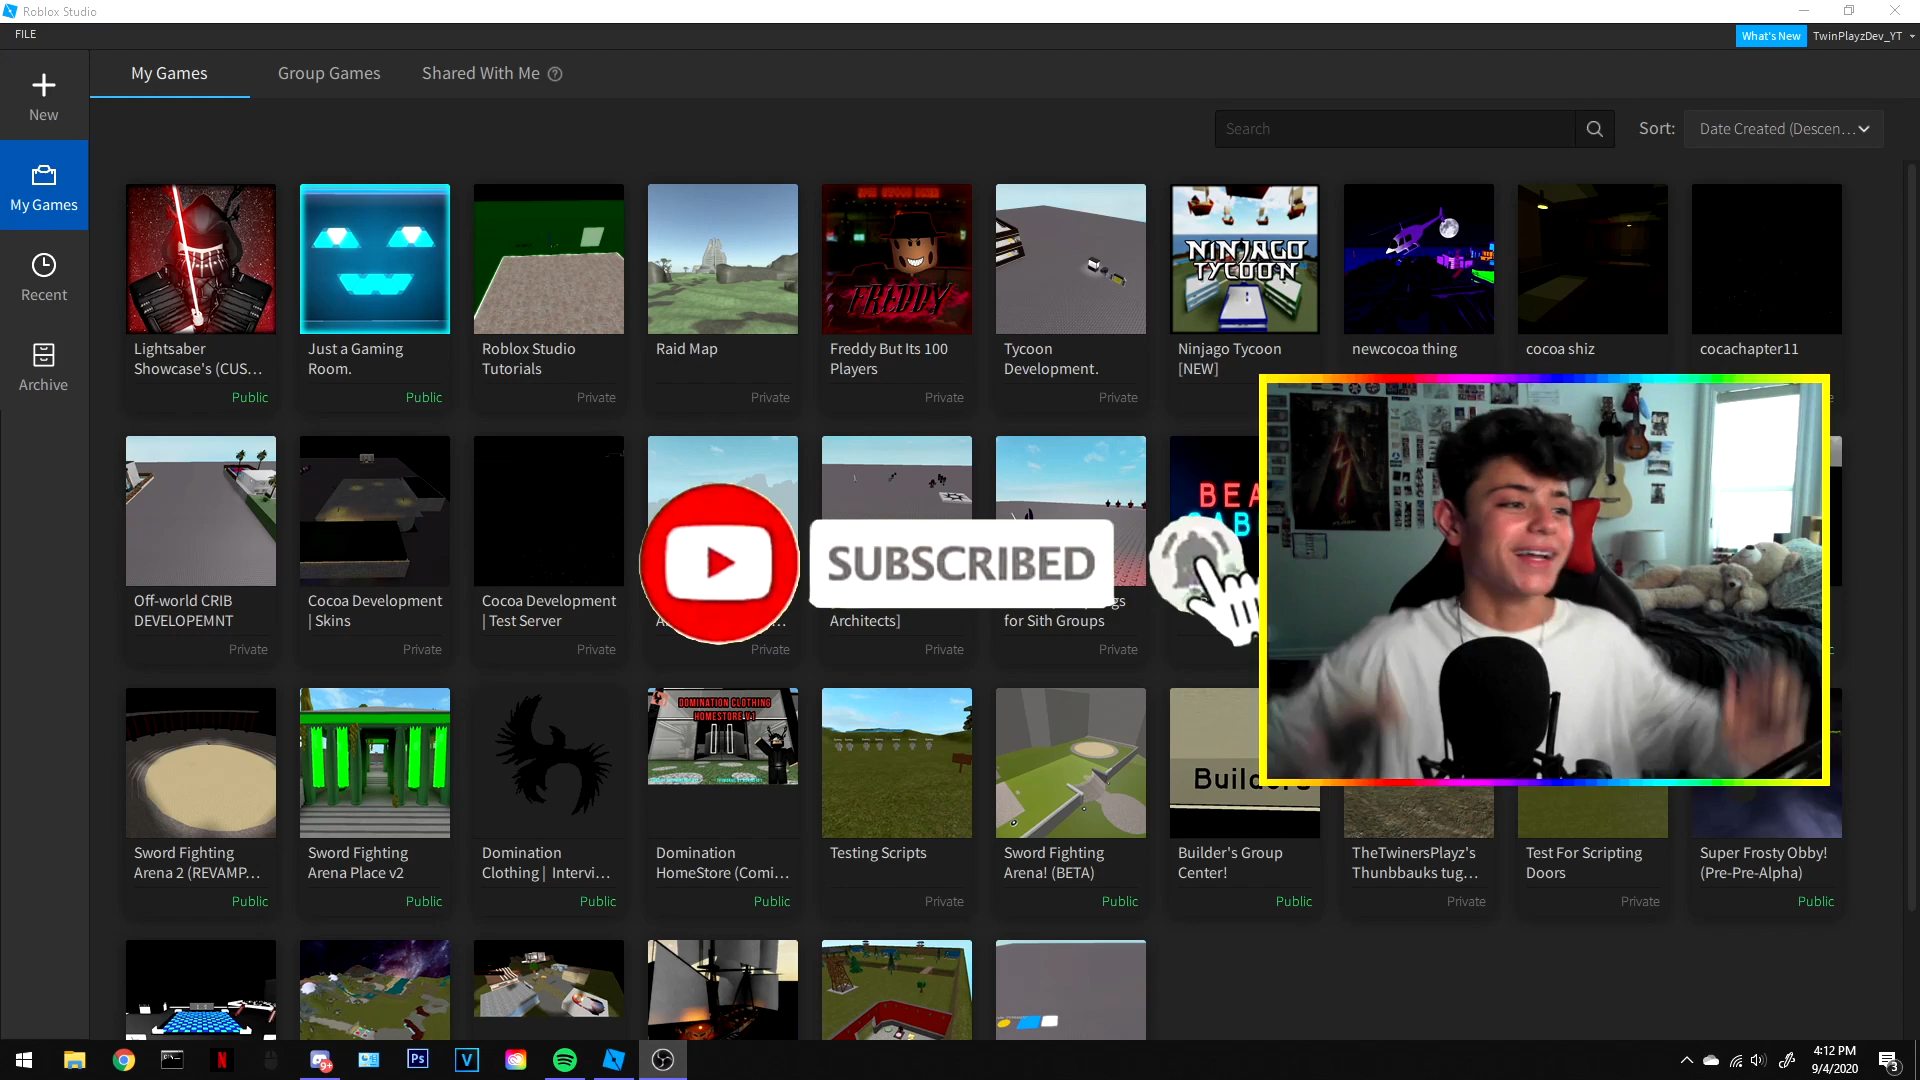 Roblox Studio
FILE
What's New
TwinPlayzDev_YT
New
My Games
Recent
Archive
My Games
Group Games
Shared With Me
Search
Sort:
Date Created (Descen...
NINJAGO
TYCOON
FREDDY
Lightsaber
Showcase's (CUS...
Public
Just a Gaming
Room.
Public
Roblox Studio
Tutorials
Private
Raid Map
Private
Freddy But Its 100
Players
Private
Tycoon
Development.
Private
Ninjago Tycoon
[NEW]
newcocoa thing
cocoa shiz
cocachapter11
Off-world CRIB
DEVELOPEMNT
Private
Cocoa Development
| Skins
Private
Cocoa Development
| Test Server
Private
Private
Architects]
Private
for Sith Groups
Private
SUBSCRIBED
DOMINATION CLOTHING
HOMESTORE V.1
Sword Fighting
Arena 2 (REVAMP...
Public
Sword Fighting
Arena Place v2
Public
Domination
Clothing | Intervi...
Public
Domination
HomeStore (Comi...
Public
Testing Scripts
Private
Sword Fighting
Arena! (BETA)
Public
Builders
Builder's Group
Center!
Public
TheTwinersPlayz's
Thunbbauks tug...
Private
Test For Scripting
Doors
Private
Super Frosty Obby!
(Pre-Pre-Alpha)
Public
N
9+
Ps
V
4:12 PM
9/4/2020
3